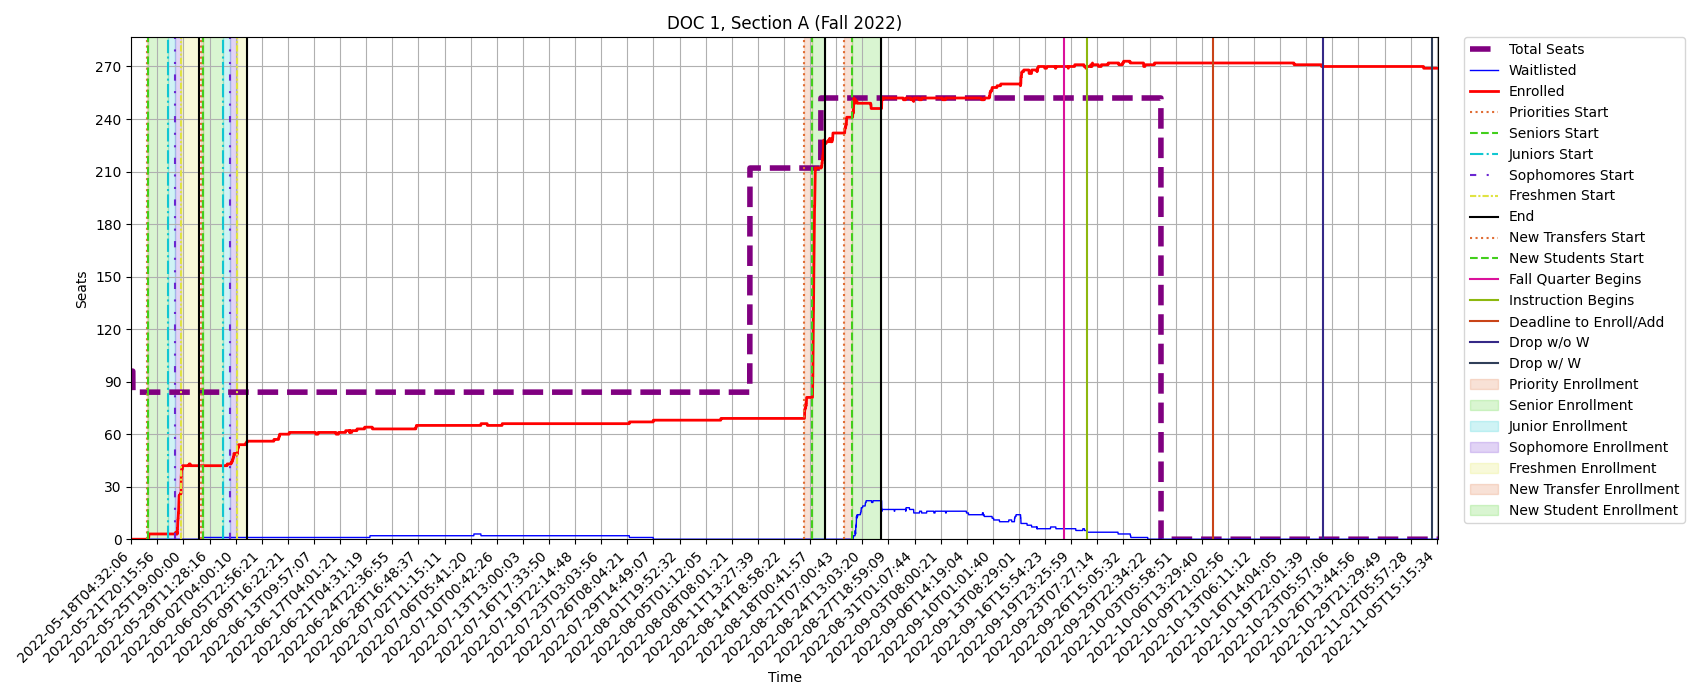 DOC 1, Section A (Fall 2022)
Seats
270
240
210
180
150
120
90
60
30
0
2022-05-18T04:32:06
2022-05-21T20:15:56
2022-05-25T19:00:00
2022-05-29T11:28:16
2022-06-02T04:00:10
2022-06-05T22:56:21
2022-06-09T16:22:21
2022-06-13T09:57:07
2022-06-17T04:01:21
2022-06-21T04:31:19
2022-06-24T22:36:55
2022-06-28T16:48:37
2022-07-02T11:15:11
2022-07-06T05:41:20
2022-07-10T00:42:26
2022-07-13T13:00:03
2022-07-16T17:33:50
2022-07-19T22:14:48
2022-07-23T03:03:56
2022-07-26T08:04:21
2022-07-29T14:49:07
2022-08-01T19:52:32
2022-08-05T01:12:05
2022-08-08T08:01:21
2022-08-11T13:27:39
2022-08-14T18:58:22
2022-08-18T00:41:57
2022-08-21T07:00:43
2022-08-24T13:03:20
2022-08-27T18:59:09
2022-08-31T01:07:44
2022-09-03T08:00:21
2022-09-06T14:19:04
2022-09-10T01:01:40
2022-09-13T08:29:01
2022-09-16T15:54:23
2022-09-19T23:25:59
2022-09-23T07:27:14
2022-09-26T15:05:32
2022-09-29T22:34:22
2022-10-03T05:58:51
2022-10-06T13:29:40
2022-10-09T21:02:56
2022-10-13T06:11:12
2022-10-16T14:04:05
2022-10-19T22:01:39
2022-10-23T05:57:06
2022-10-26T13:44:56
2022-10-29T21:29:49
2022-11-02T05:57:28
2022-11-05T15:15:34
Time
Total Seats
Waitlisted
Enrolled
Priorities Start
Seniors Start
Juniors Start
Sophomores Start
Freshmen Start
End
New Transfers Start
New Students Start
Fall Quarter Begins
Instruction Begins
Deadline to Enroll/Add
Drop w/o W
Drop w/ W
Priority Enrollment
Senior Enrollment
Junior Enrollment
Sophomore Enrollment
Freshmen Enrollment
New Transfer Enrollment
New Student Enrollment